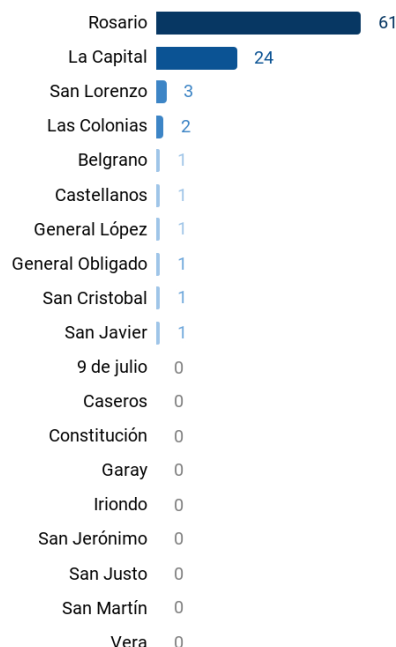 Rosario 61
La Capital 24
San Lorenzo 3
Las Colonias 2
Belgrano 1
Castellanos 1
General López 1
General Obligado 1
San Cristobal 1
San Javier 1
9 de julio 0
Caseros 0
Constitución 0
Garay 0
Iriondo 0
San Jerónimo 0
San Justo 0
San Martín 0
Vera 0